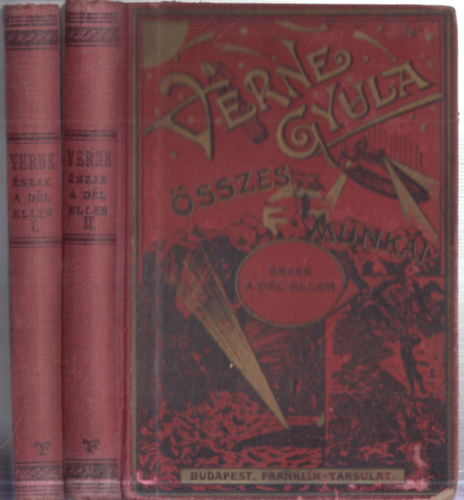 VERNE
ÉSZAK
A DÉL
ELLEN
I.
VERNE
ÉSZAK
A DÉL
ELLEN
II.
VERNE
GYULA
ÖSSZES
MUNKÁI
ÉSZAK
A DÉL ELLEN
BUDAPEST, FRANKLIN-TÁRSULAT